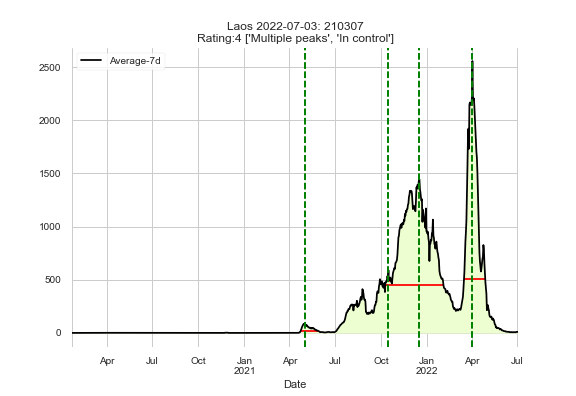 Laos 2022-07-03: 210307
Rating:4 ['Multiple peaks', 'In control']
Average-7d
2500
2000
1500
1000
500
0
Apr Jul Oct Jan Apr Jul Oct Jan Apr Jul
2021 2022
Date